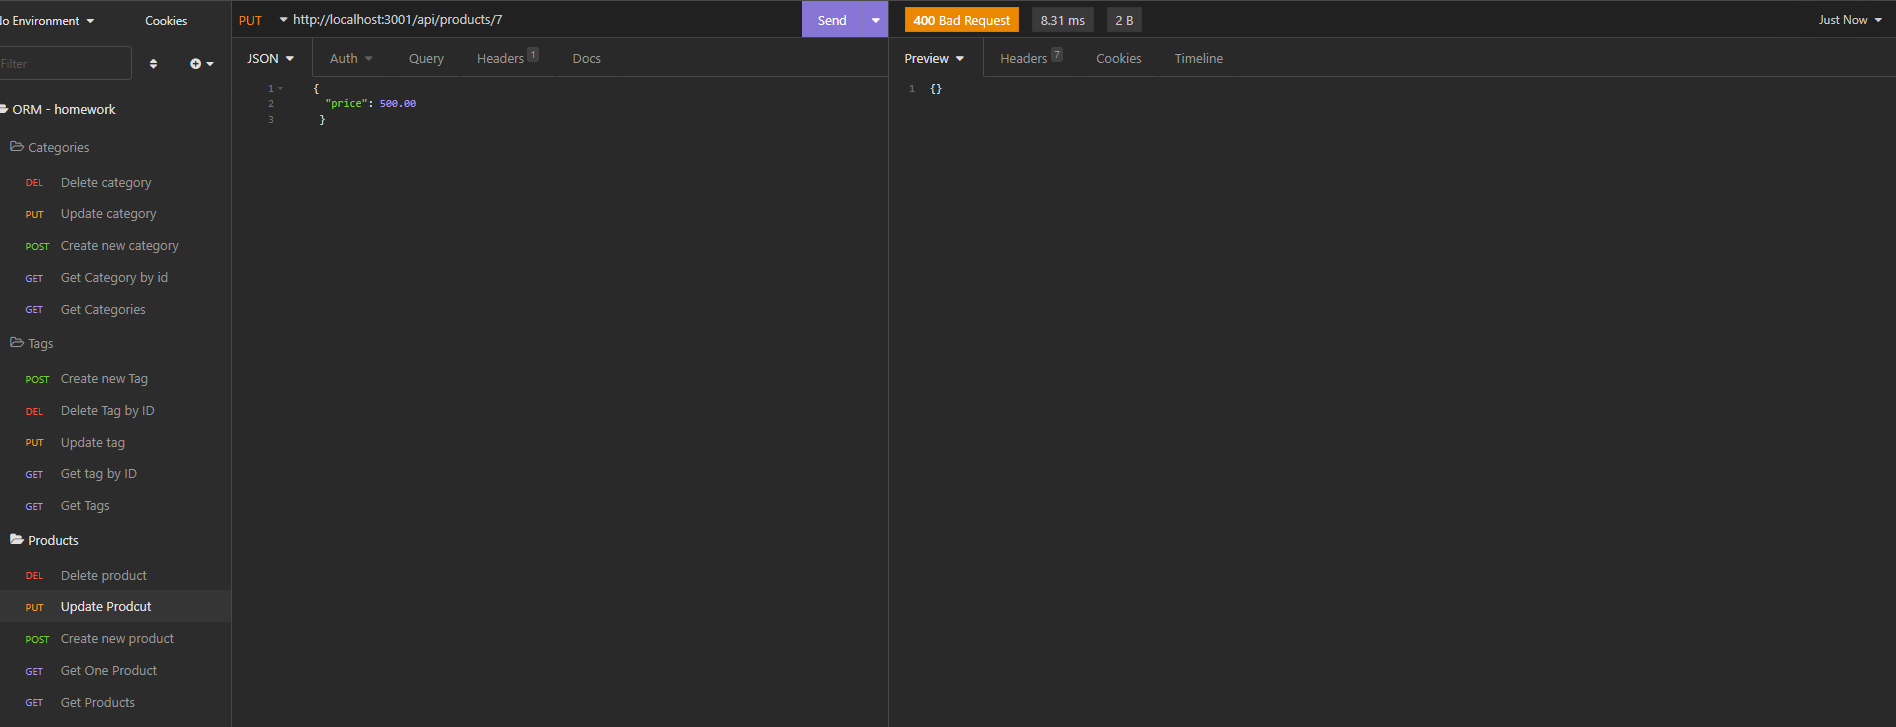 No Environment
Cookies
Filter
ORM - homework
Categories
DEL Delete category
PUT Update category
POST Create new category
GET Get Category by id
GET Get Categories
Tags
POST Create new Tag
DEL Delete Tag by ID
PUT Update tag
GET Get tag by ID
GET Get Tags
Products
DEL Delete product
PUT Update Prodcut
POST Create new product
GET Get One Product
GET Get Products
PUT http://localhost:3001/api/products/7 Send
JSON Auth Query Headers 1 Docs
1 {
2 "price": 500.00
3 }
400 Bad Request 8.31 ms 2 B Just Now
Preview Headers 7 Cookies Timeline
1 {}